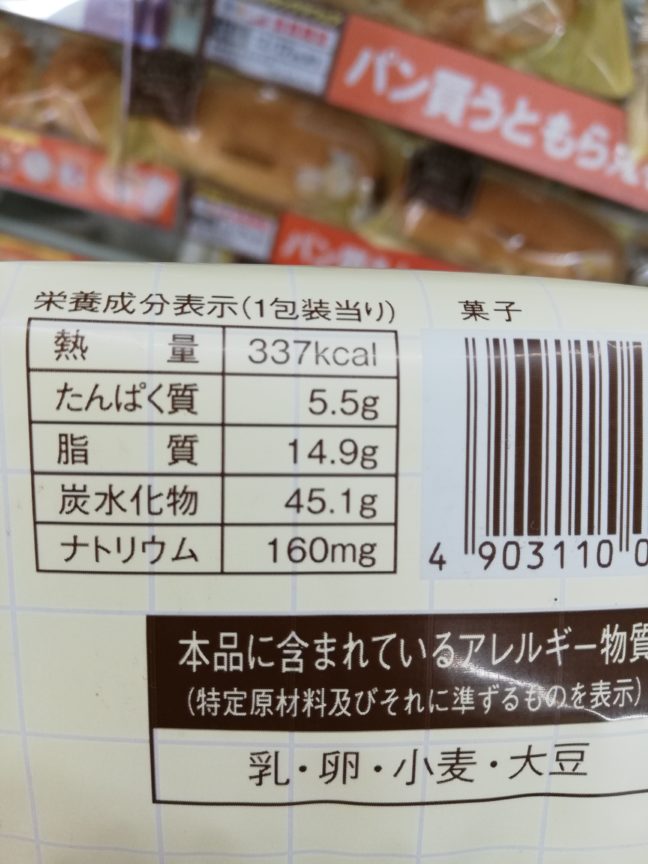 パン買うともらえ
パン
栄養成分表示(1包装当り)
菓子
熱量 337kcal
たんぱく質 5.5g
脂質 14.9g
炭水化物 45.1g
ナトリウム 160mg
4 903110 0
本品に含まれているアレルギー物質
(特定原材料及びそれに準ずるものを表示)
乳・卵・小麦・大豆